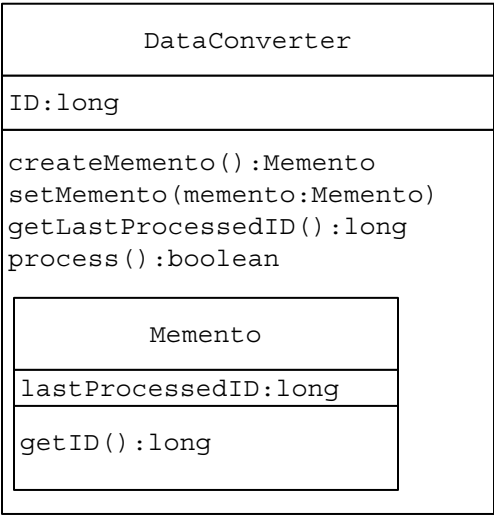 DataConverter
ID:long
createMemento():Memento
setMemento(memento:Memento)
getLastProcessedID():long
process():boolean
Memento
lastProcessedID:long
getID():long